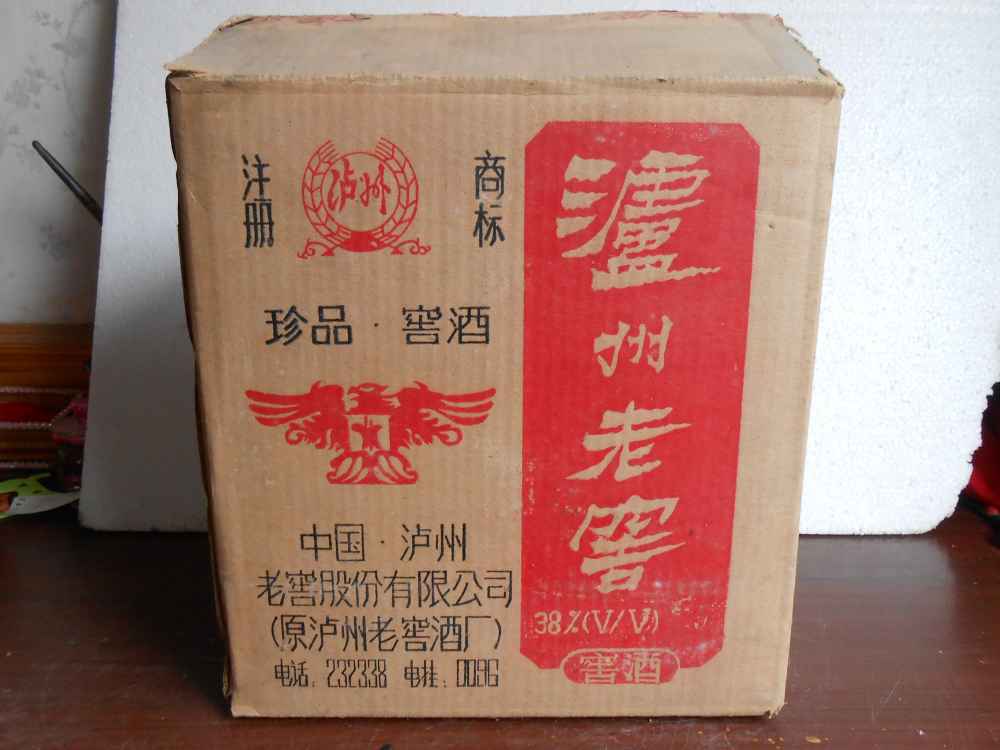 注册
泸州
商标
珍品·窖酒
中国·泸州
老窖股份有限公司
(原泸州老窖酒厂)
电话:232338 电挂:0096
瀘州老窖
38%(V/V)
窖酒